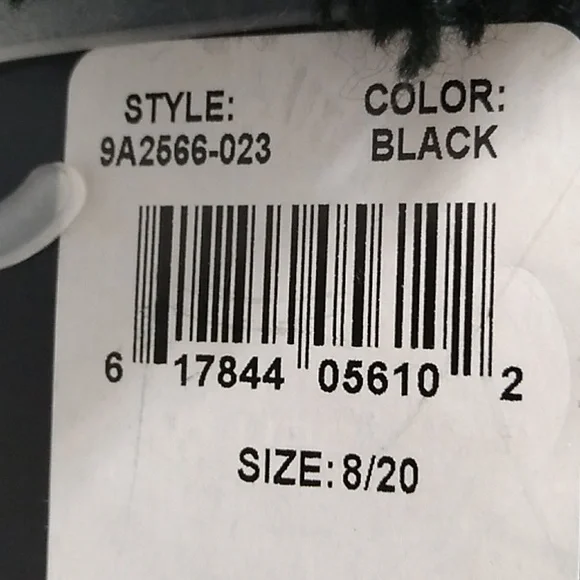 STYLE:
9A2566-023
COLOR:
BLACK
6 17844 05610 2
SIZE: 8/20